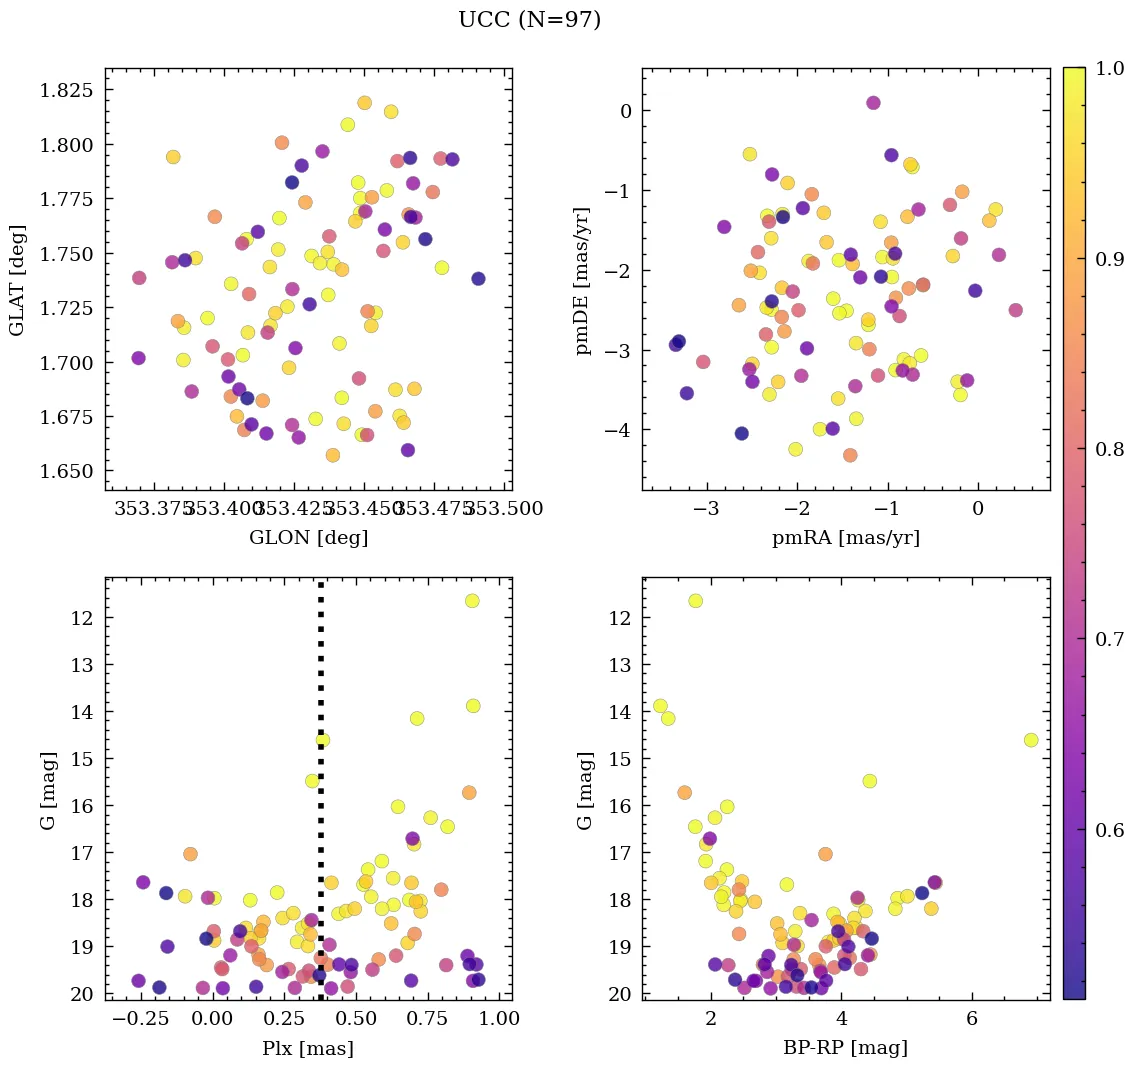 UCC (N=97)
1.825
1.800
1.775
1.750
1.725
1.700
1.675
1.650
GLAT [deg]
353.375 353.400 353.425 353.450 353.475 353.500
GLON [deg]
0
−1
−2
−3
−4
pmDE [mas/yr]
−3 −2 −1 0
pmRA [mas/yr]
1.0
0.9
0.8
0.7
0.6
12
13
14
15
16
17
18
19
20
G [mag]
−0.25 0.00 0.25 0.50 0.75 1.00
Plx [mas]
12
13
14
15
16
17
18
19
20
G [mag]
2 4 6
BP-RP [mag]